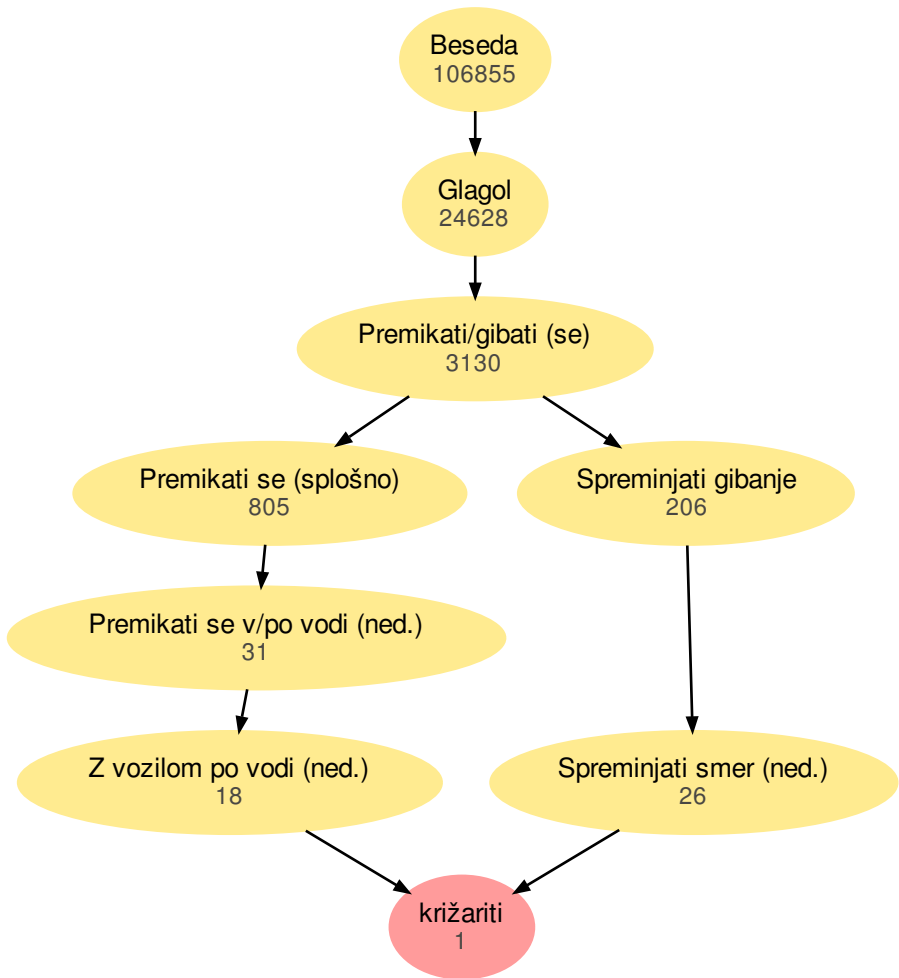 Beseda
106855
Glagol
24628
Premikati/gibati (se)
3130
Premikati se (splošno)
805
Spreminjati gibanje
206
Premikati se v/po vodi (ned.)
31
Z vozilom po vodi (ned.)
18
Spreminjati smer (ned.)
26
križariti
1